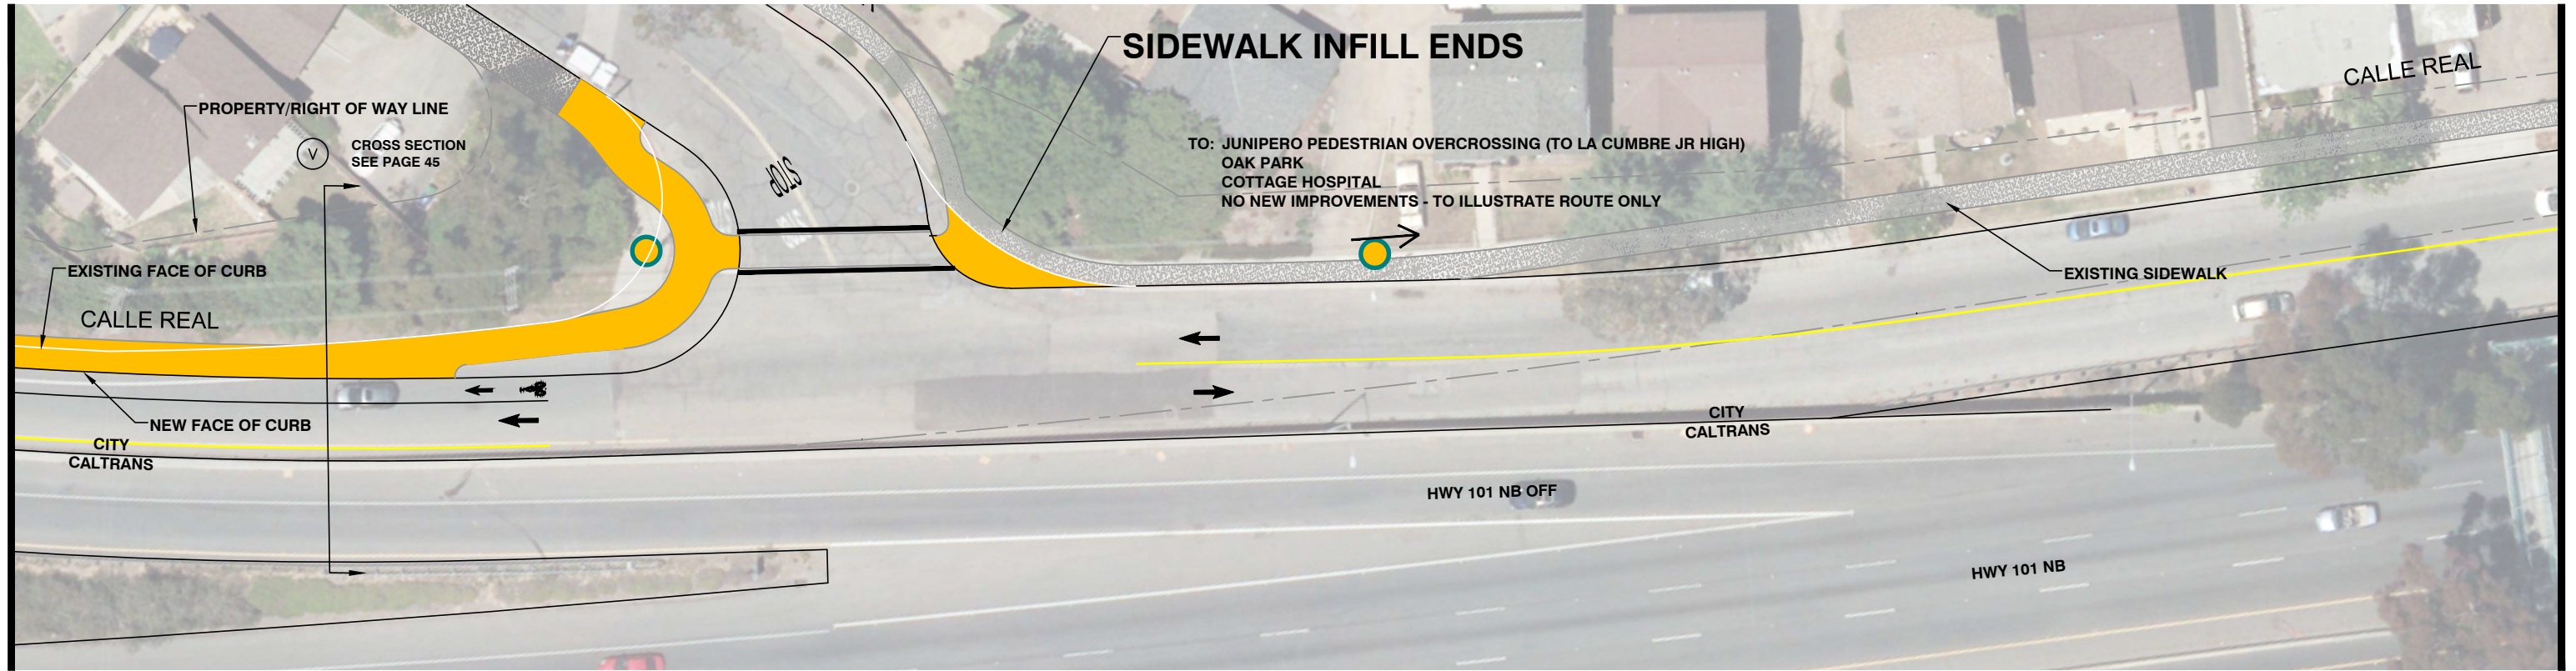 SIDEWALK INFILL ENDS
CALLE REAL
PROPERTY/RIGHT OF WAY LINE
V
CROSS SECTION
SEE PAGE 45
STOP
TO: JUNIPERO PEDESTRIAN OVERCROSSING (TO LA CUMBRE JR HIGH)
OAK PARK
COTTAGE HOSPITAL
NO NEW IMPROVEMENTS - TO ILLUSTRATE ROUTE ONLY
EXISTING FACE OF CURB
EXISTING SIDEWALK
CALLE REAL
NEW FACE OF CURB
CITY
CALTRANS
CITY
CALTRANS
HWY 101 NB OFF
HWY 101 NB